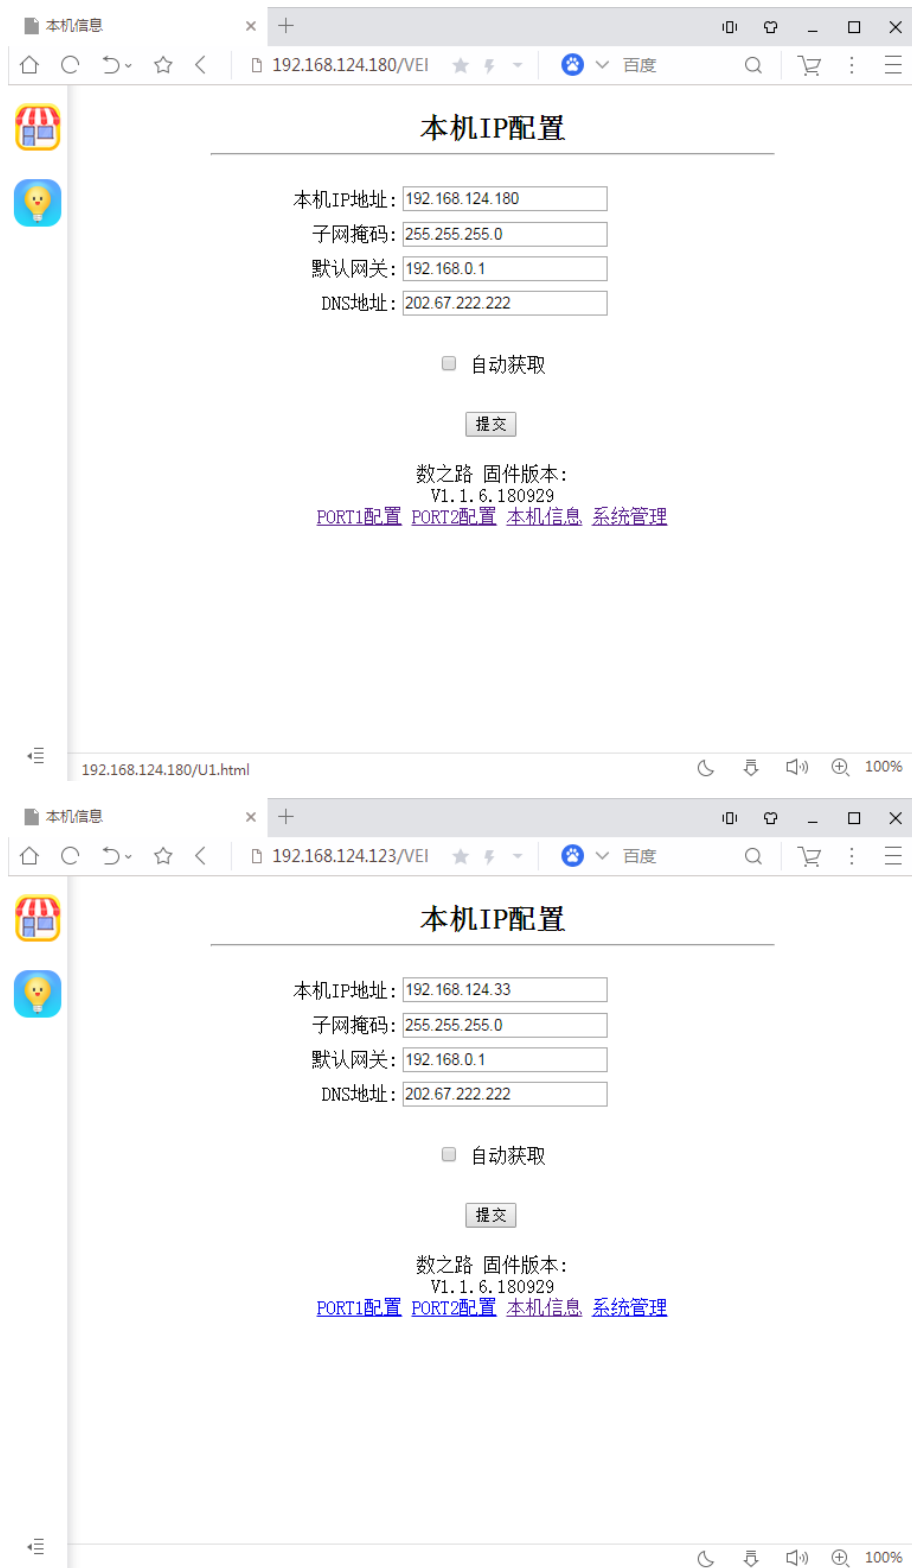 本机信息
192.168.124.180/VEI
百度
本机IP配置
本机IP地址: 192.168.124.180
子网掩码: 255.255.255.0
默认网关: 192.168.0.1
DNS地址: 202.67.222.222
自动获取
提交
数之路 固件版本:
V1.1.6.180929
PORT1配置 PORT2配置 本机信息 系统管理
192.168.124.180/U1.html
100%
本机信息
192.168.124.123/VEI
百度
本机IP配置
本机IP地址: 192.168.124.33
子网掩码: 255.255.255.0
默认网关: 192.168.0.1
DNS地址: 202.67.222.222
自动获取
提交
数之路 固件版本:
V1.1.6.180929
PORT1配置 PORT2配置 本机信息 系统管理
100%